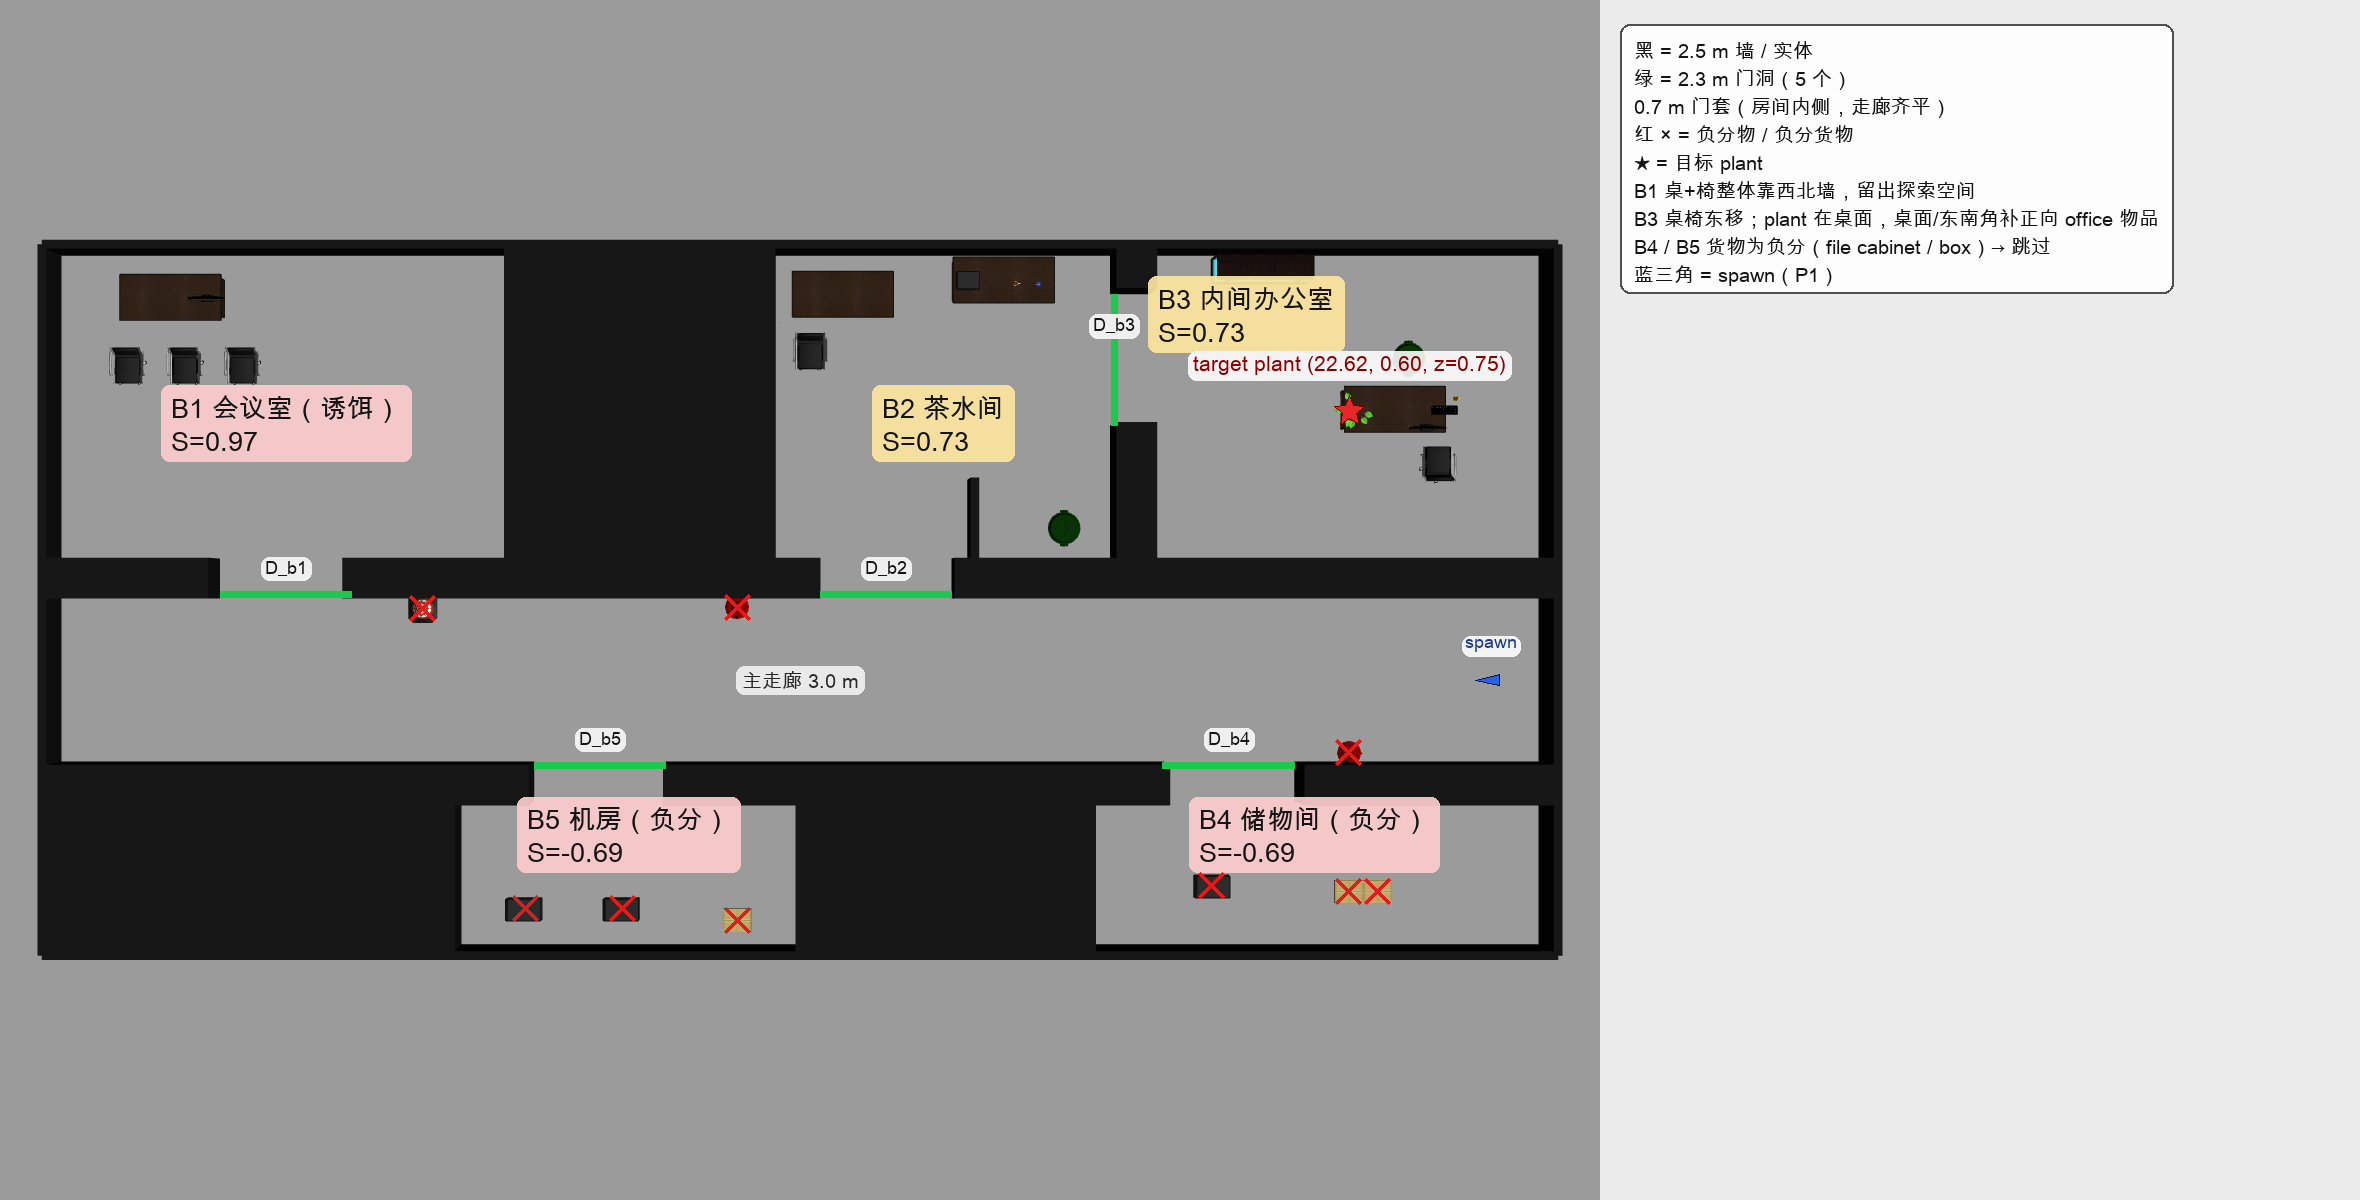 黑 = 2.5 m 墙 / 实体
绿 = 2.3 m 门洞 ( 5 个 )
0.7 m 门套 ( 房间内侧 , 走廊齐平 )
红 × = 负分物 / 负分货物
★ = 目标 plant
B1 桌+椅整体靠西北墙 , 留出探索空间
B3 桌椅东移 ; plant 在桌面 , 桌面/东南角补正向 office 物品
B4 / B5 货物为负分 ( file cabinet / box ) → 跳过
蓝三角 = spawn ( P1 )
B3 内间办公室
S=0.73
D_b3
target plant (22.62, 0.60, z=0.75)
B1 会议室 ( 诱饵 )
S=0.97
B2 茶水间
S=0.73
D_b1
D_b2
spawn
主走廊 3.0 m
D_b5
D_b4
B5 机房 ( 负分 )
S=-0.69
B4 储物间 ( 负分 )
S=-0.69